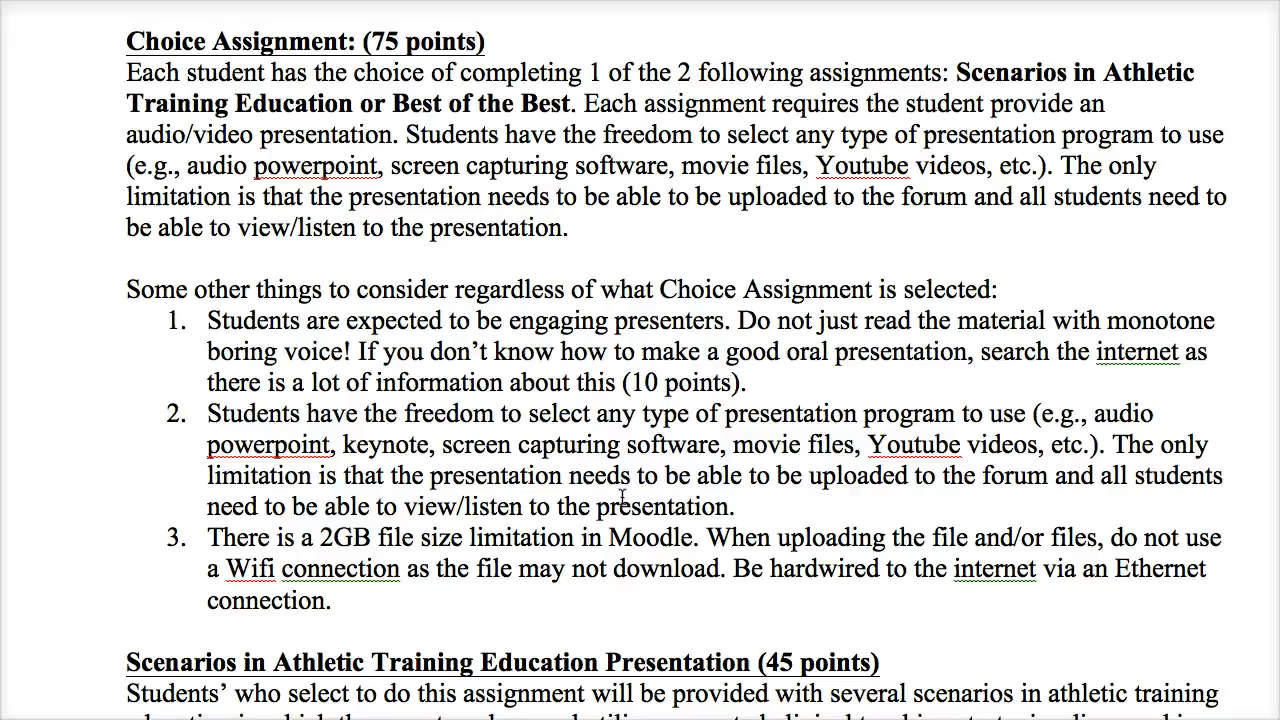 Choice Assignment: (75 points)
Each student has the choice of completing 1 of the 2 following assignments: Scenarios in Athletic
Training Education or Best of the Best. Each assignment requires the student provide an
audio/video presentation. Students have the freedom to select any type of presentation program to use
(e.g., audio powerpoint, screen capturing software, movie files, Youtube videos, etc.). The only
limitation is that the presentation needs to be able to be uploaded to the forum and all students need to
be able to view/listen to the presentation.
Some other things to consider regardless of what Choice Assignment is selected:
1. Students are expected to be engaging presenters. Do not just read the material with monotone
boring voice! If you don’t know how to make a good oral presentation, search the internet as
there is a lot of information about this (10 points).
2. Students have the freedom to select any type of presentation program to use (e.g., audio
powerpoint, keynote, screen capturing software, movie files, Youtube videos, etc.). The only
limitation is that the presentation needs to be able to be uploaded to the forum and all students
need to be able to view/listen to the presentation.
3. There is a 2GB file size limitation in Moodle. When uploading the file and/or files, do not use
a Wifi connection as the file may not download. Be hardwired to the internet via an Ethernet
connection.
Scenarios in Athletic Training Education Presentation (45 points)
Students’ who select to do this assignment will be provided with several scenarios in athletic training